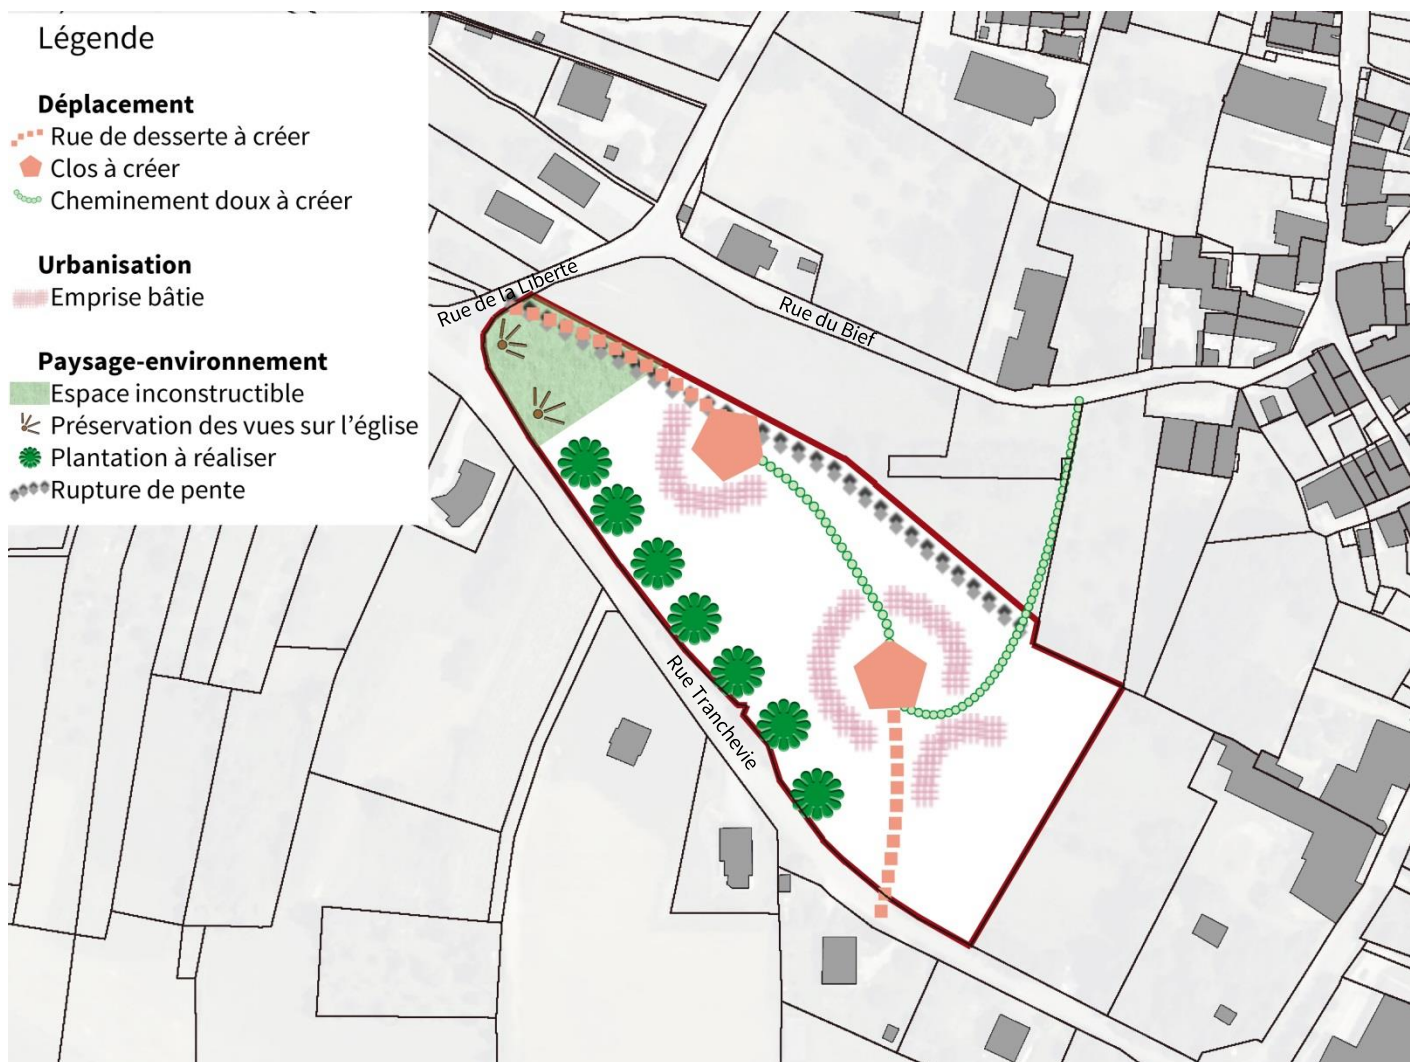 Légende
Déplacement
Rue de desserte à créer
Clos à créer
Cheminement doux à créer
Urbanisation
Emprise bâtie
Paysage-environnement
Espace inconstructible
Préservation des vues sur l'église
Plantation à réaliser
Rupture de pente
Rue de la Liberté
Rue du Bief
Rue Tranchevie